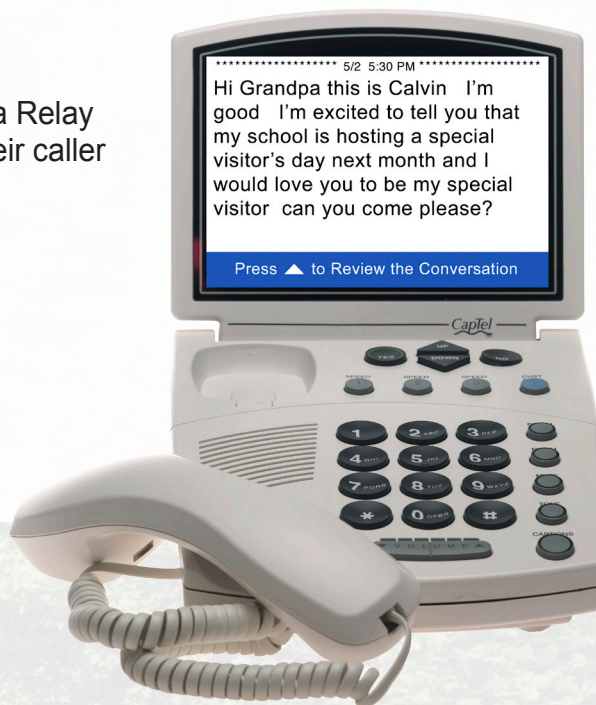 a Relay
eir caller
******************* 5/2 5:30 PM *******************
Hi Grandpa this is Calvin   I'm
good   I'm excited to tell you that
my school is hosting a special
visitor's day next month and I
would love you to be my special
visitor  can you come please?
Press ▲ to Review the Conversation
CapTel
UP
YES DOWN NO
SPEED SPEED SPEED CUST
1 2 3
1 2 ABC 3 DEF
4 GHI 5 JKL 6 MNO
7 PQRS 8 TUV 9 WXYZ
* 0 OPER #
TONE
▼ VOLUME ▲
CAPTIONS